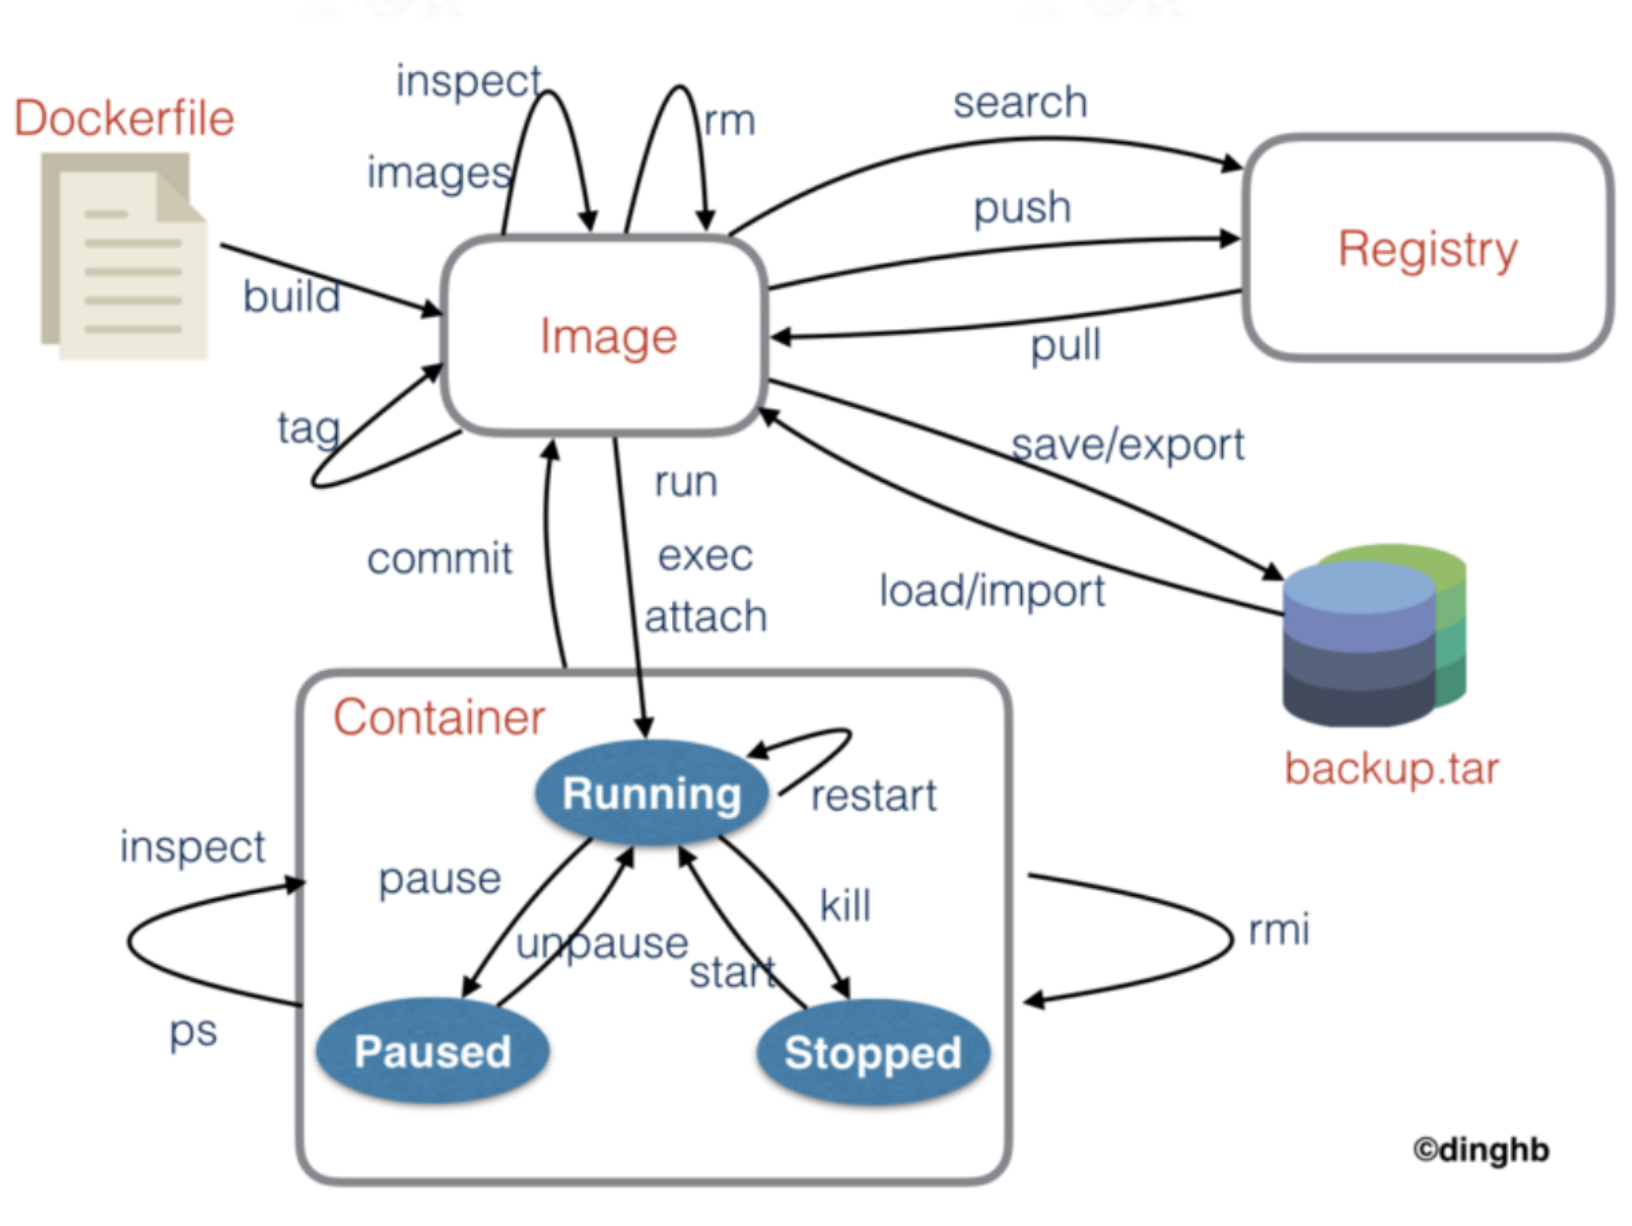 inspect
search
Dockerfile
rm
images
push
Registry
build
Image
pull
tag
save/export
run
commit
exec
load/import
attach
Container
backup.tar
Running
restart
inspect
pause
kill
rmi
unpause
start
ps
Paused
Stopped
©dinghb